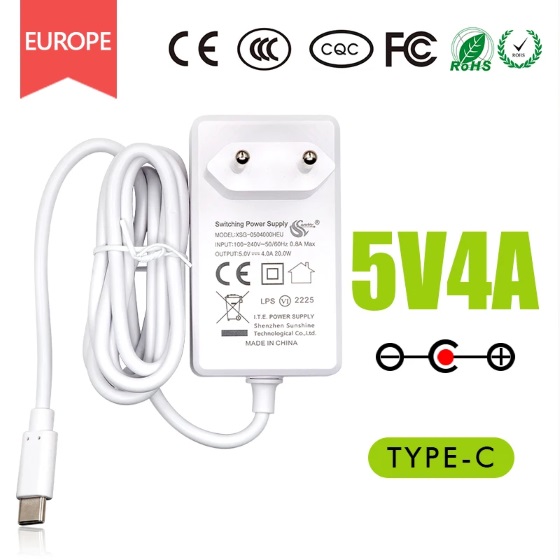 EUROPE
CE
CCC
CQC
FC
RoHS
ROHS
Switching Power Supply
MODEL:XSG-0504000HEU
INPUT:100-240V~50/60Hz 0.8A Max
OUTPUT:5.0V⎓4.0A 20.0W
LPS VI 2225
I.T.E. POWER SUPPLY
Shenzhen Sunshine
Technological Co.,Ltd.
MADE IN CHINA
CE
5V4A
TYPE-C